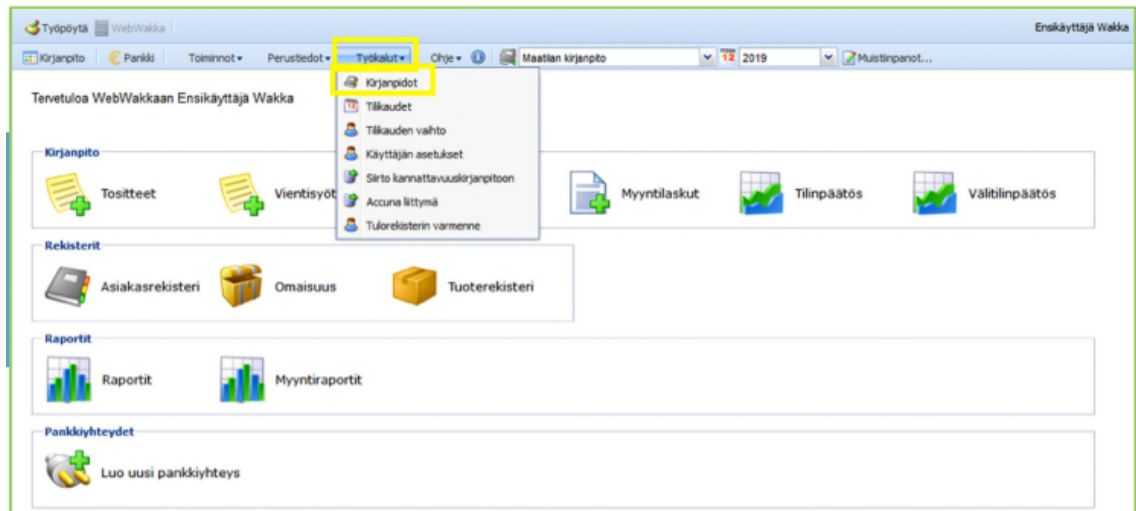 Työpöytä WebWakka Ensikäyttäjä Wakka
Kirjanpito Pankki Toiminnot Perustiedot Työkalut Ohje Maatilan kirjanpito 12 2019 Muistiinpanot...
Tervetuloa WebWakkaan Ensikäyttäjä Wakka
Kirjanpidot
Tilikaudet
Tilikauden vaihto
Käyttäjän asetukset
Siirto kannattavuuskirjanpitoon
Accuna liittymä
Tulorekisterin varmenne
Kirjanpito
Tositteet Vientisyöt Myyntilaskut Tilinpäätös Välitilinpäätös
Rekisterit
Asiakasrekisteri Omaisuus Tuoterekisteri
Raportit
Raportit Myyntiraportit
Pankkiyhteydet
Luo uusi pankkiyhteys